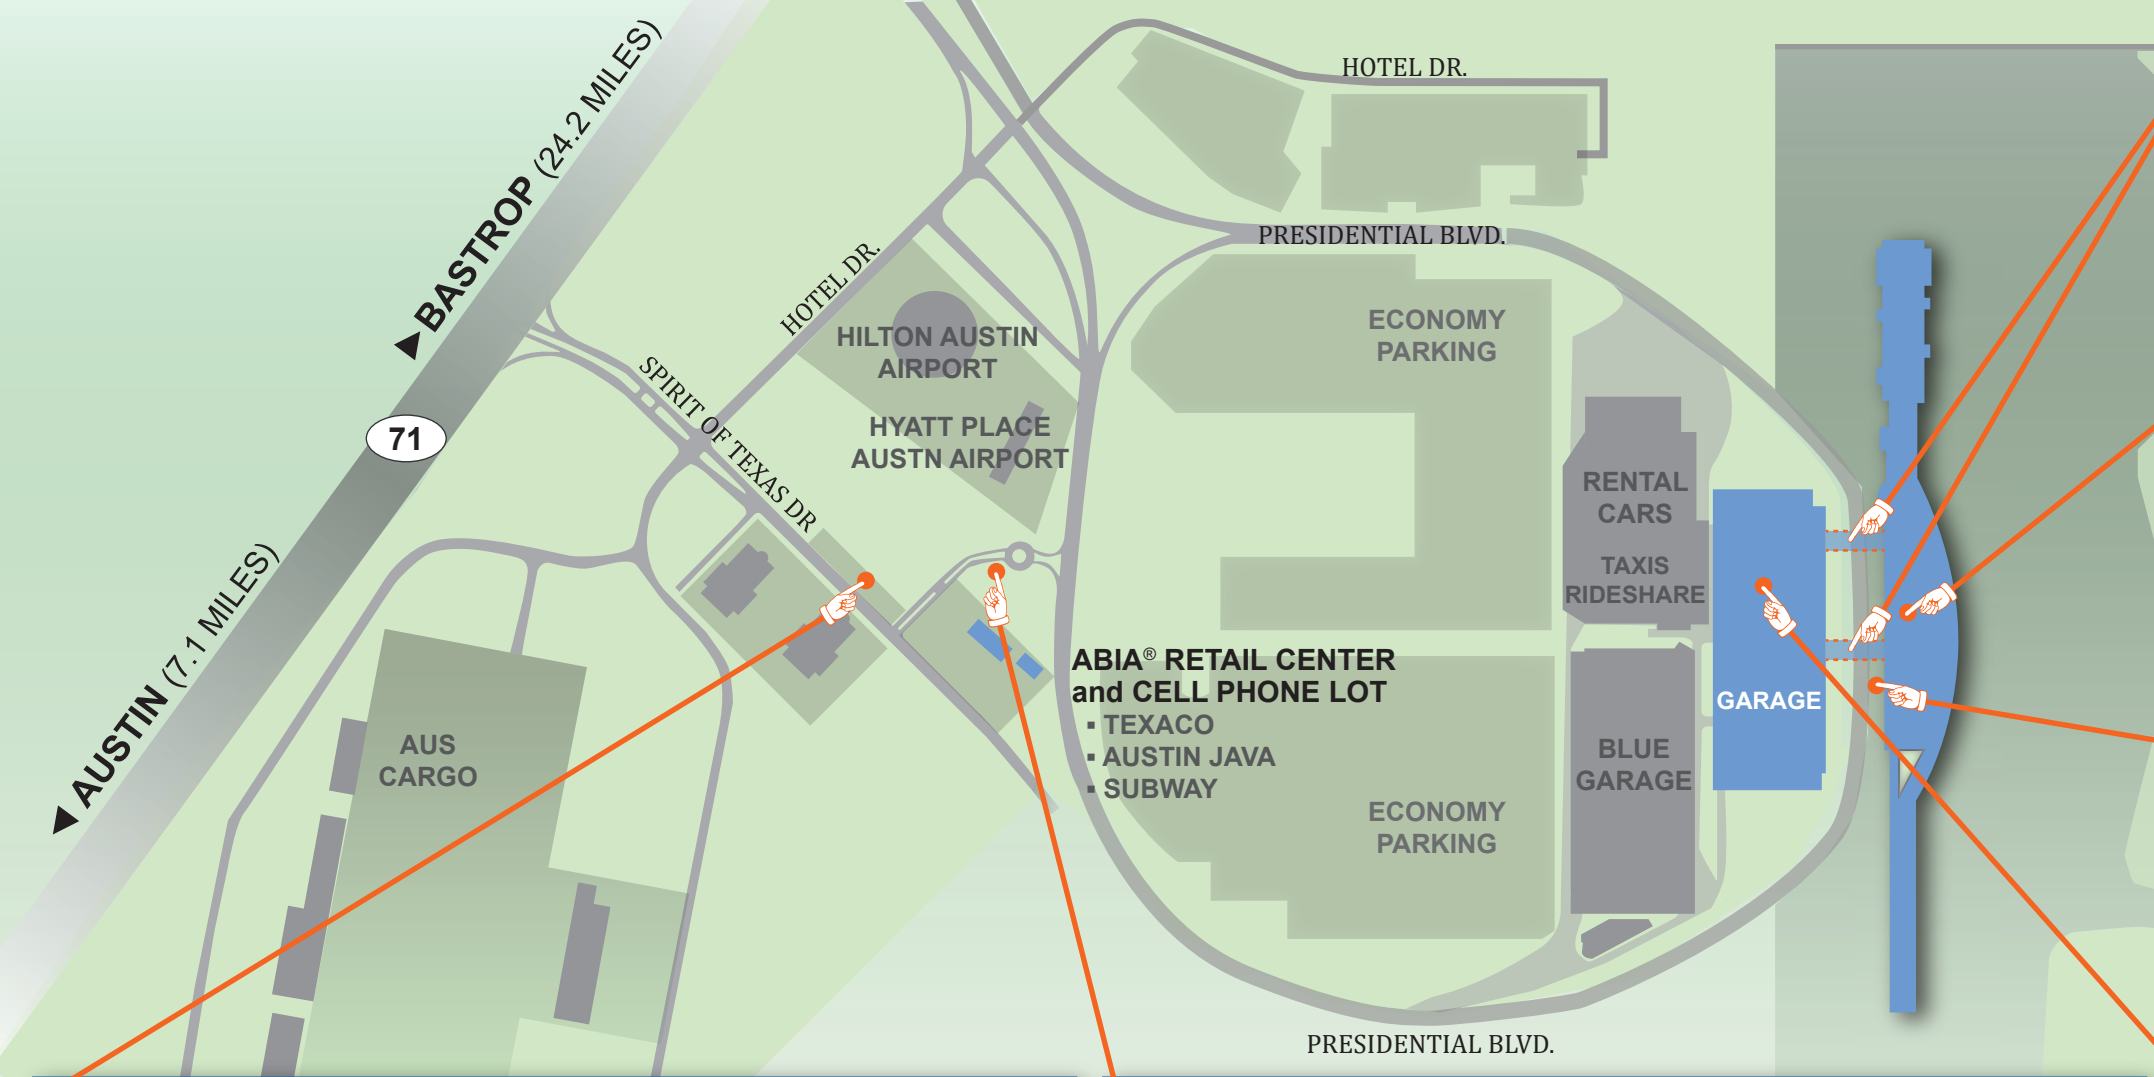 HOTEL DR.
BASTROP (24.2 MILES)
PRESIDENTIAL BLVD.
HOTEL DR.
HILTON AUSTIN
AIRPORT
ECONOMY
PARKING
SPIRIT OF TEXAS DR
71
HYATT PLACE
AUSTN AIRPORT
RENTAL
CARS
TAXIS
RIDESHARE
AUSTIN (7.1 MILES)
ABIA® RETAIL CENTER
and CELL PHONE LOT
▪ TEXACO
▪ AUSTIN JAVA
▪ SUBWAY
GARAGE
AUS
CARGO
BLUE
GARAGE
ECONOMY
PARKING
PRESIDENTIAL BLVD.